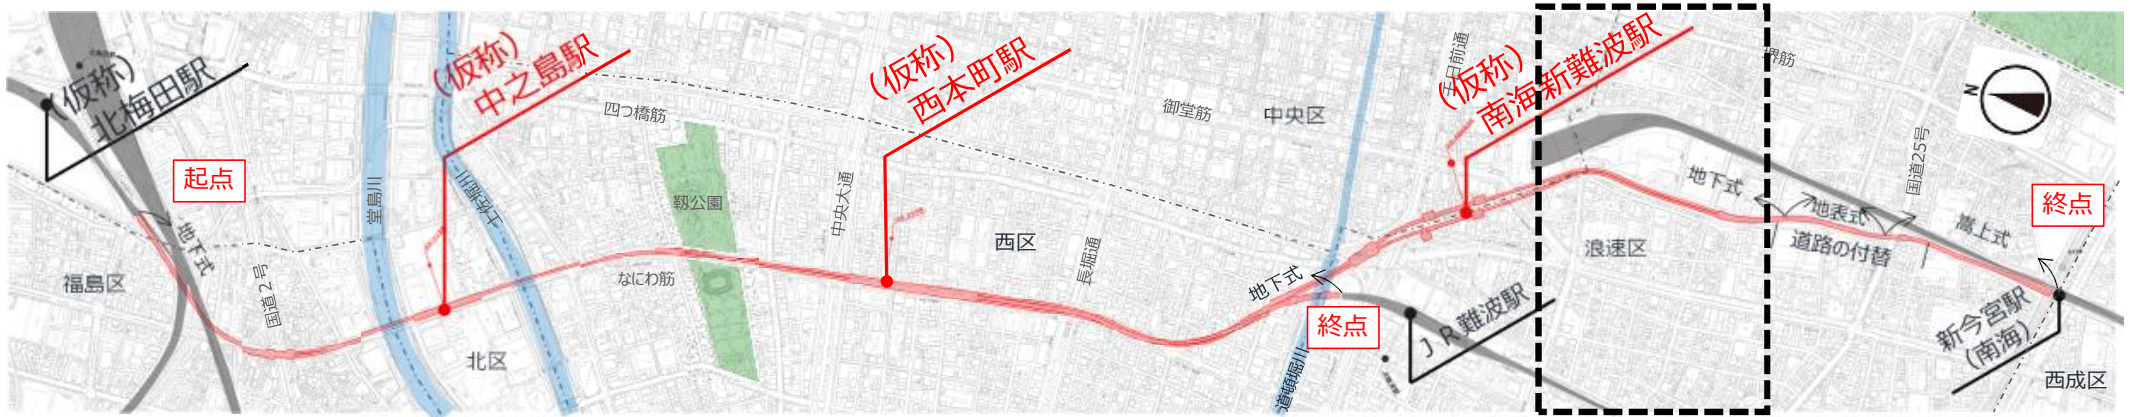 (仮称)
北梅田駅
起点
地下式
福島区
国道2号
堂島川
(仮称)
中之島駅
土佐堀川
北区
四つ橋筋
靱公園
なにわ筋
(仮称)
西本町駅
中央大通
西区
御堂筋
長堀通
中央区
地下式
終点
道頓堀川
JR難波駅
千日前通
(仮称)
南海新難波駅
堺筋
浪速区
地下式
地表式
道路の付替
嵩上式
国道25号
N
終点
新今宮駅
(南海)
西成区